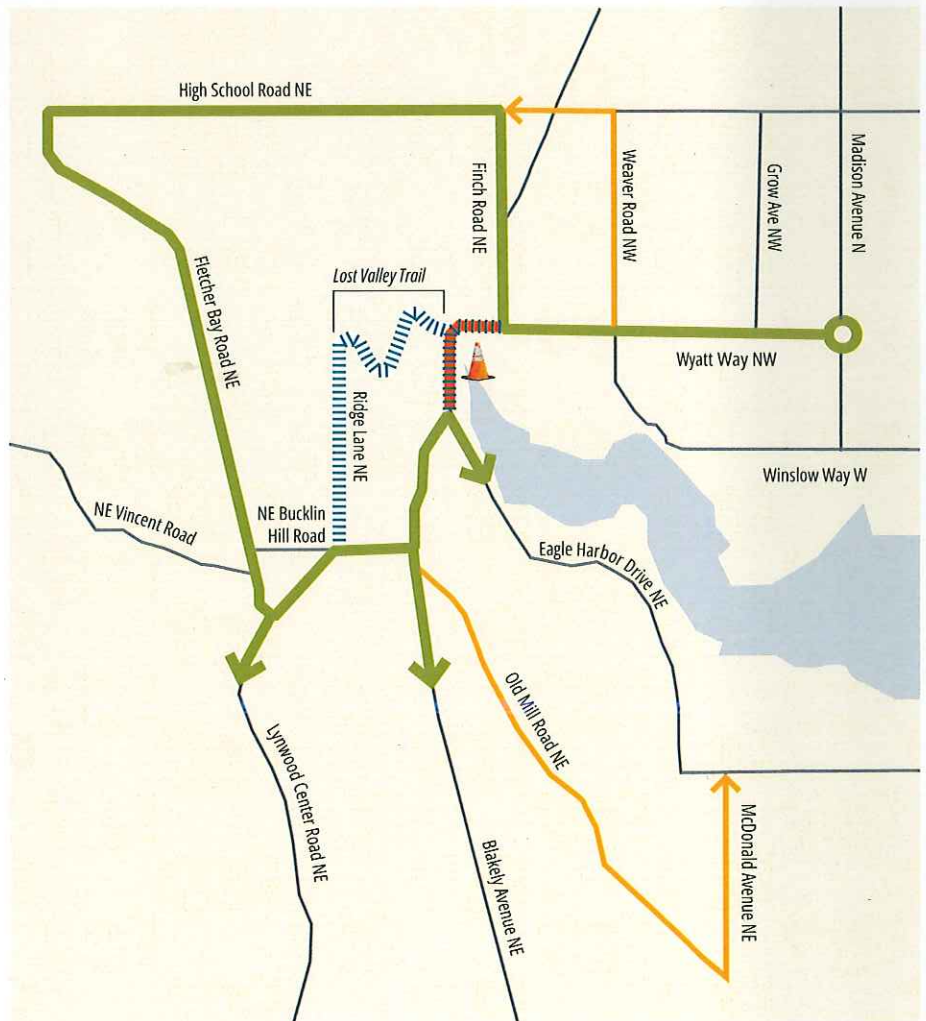 High School Road NE
Finch Road NE
Weaver Road NW
Grow Ave NW
Madison Avenue N
Lost Valley Trail
Fletcher Bay Road NE
Wyatt Way NW
Ridge Lane NE
Winslow Way W
NE Vincent Road
NE Bucklin
Hill Road
Eagle Harbor Drive NE
Old Mill Road NE
Lynwood Center Road NE
Blakely Avenue NE
McDonald Avenue NE